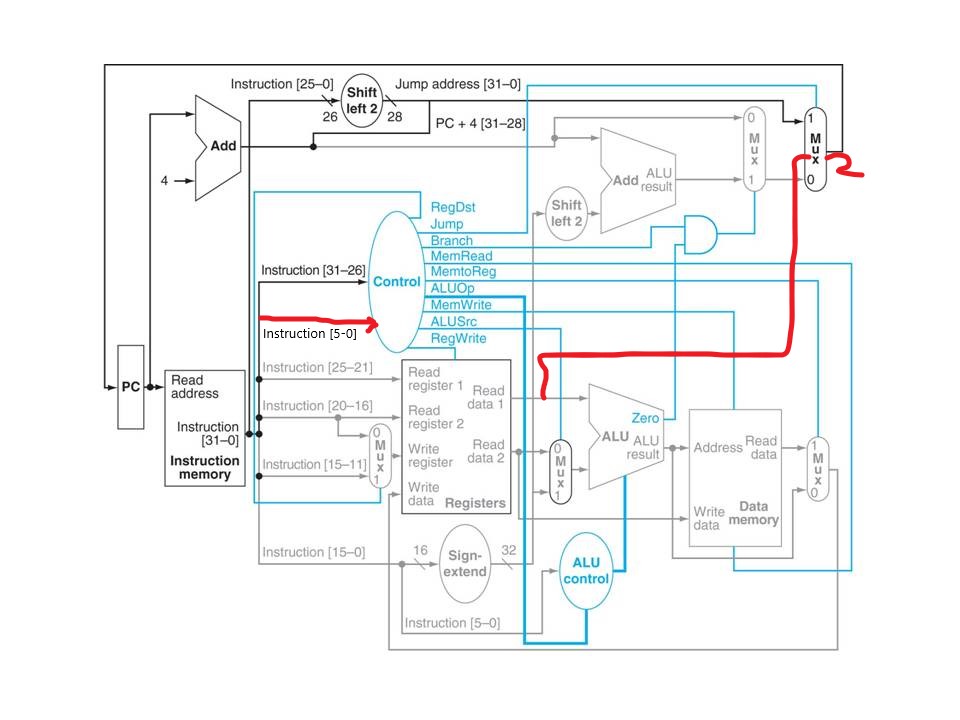 Instruction [25–0]
Shift
left 2
Jump address [31–0]
26
28
PC + 4 [31–28]
Add
4
0
M
u
x
1
1
M
u
x
0
2
Add
ALU
result
Shift
left 2
RegDst
Jump
Branch
MemRead
MemtoReg
ALUOp
MemWrite
ALUSrc
RegWrite
Control
Instruction [31–26]
Instruction [5-0]
PC
Read
address
Instruction
[31–0]
Instruction
memory
Instruction [25–21]
Instruction [20–16]
Instruction [15–11]
0
M
u
x
1
Read
register 1
Read
register 2
Write
register
Write
data
Read
data 1
Read
data 2
Registers
0
M
u
x
1
Zero
ALU
ALU
result
Address
Read
data
Write
data
Data
memory
1
M
u
x
0
Instruction [15–0]
16
Sign-
extend
32
ALU
control
Instruction [5–0]